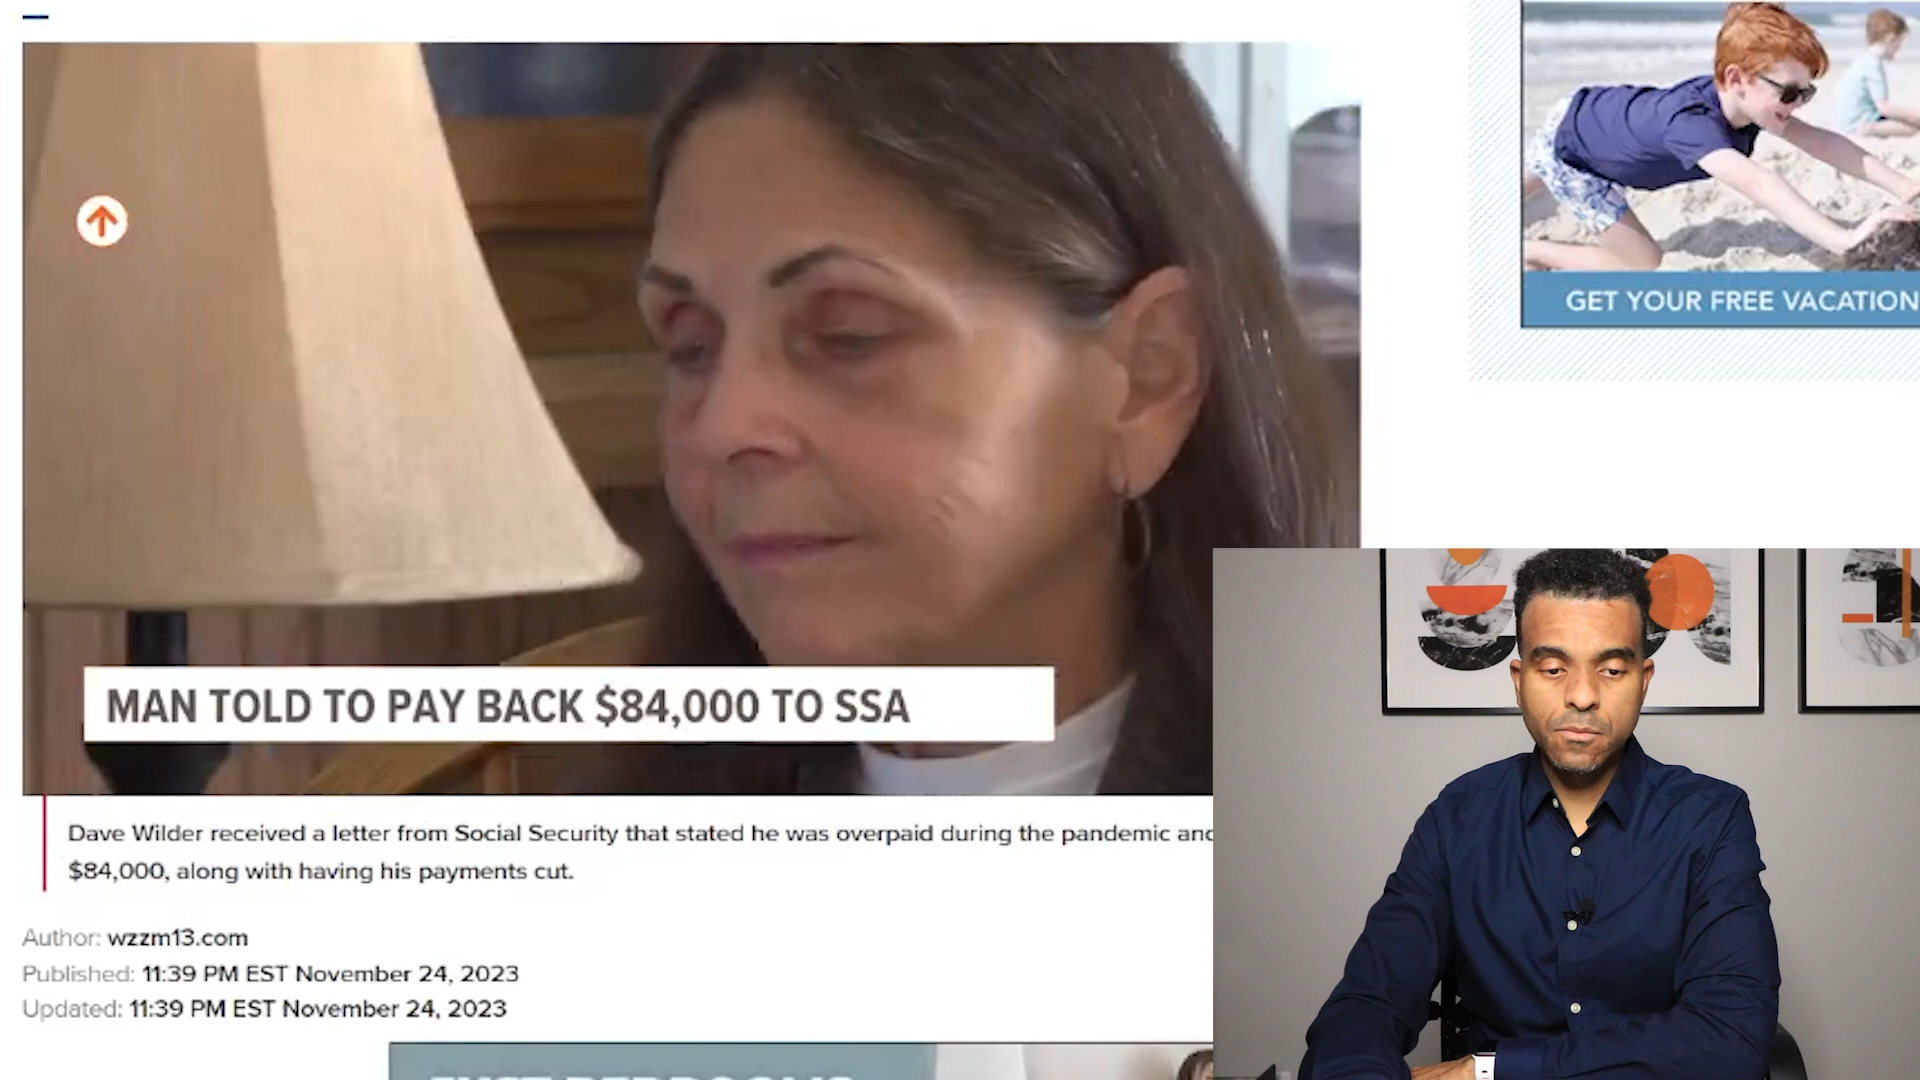 GET YOUR FREE VACATION
MAN TOLD TO PAY BACK $84,000 TO SSA
Dave Wilder received a letter from Social Security that stated he was overpaid during the pandemic and
$84,000, along with having his payments cut.
Author: wzzm13.com
Published: 11:39 PM EST November 24, 2023
Updated: 11:39 PM EST November 24, 2023